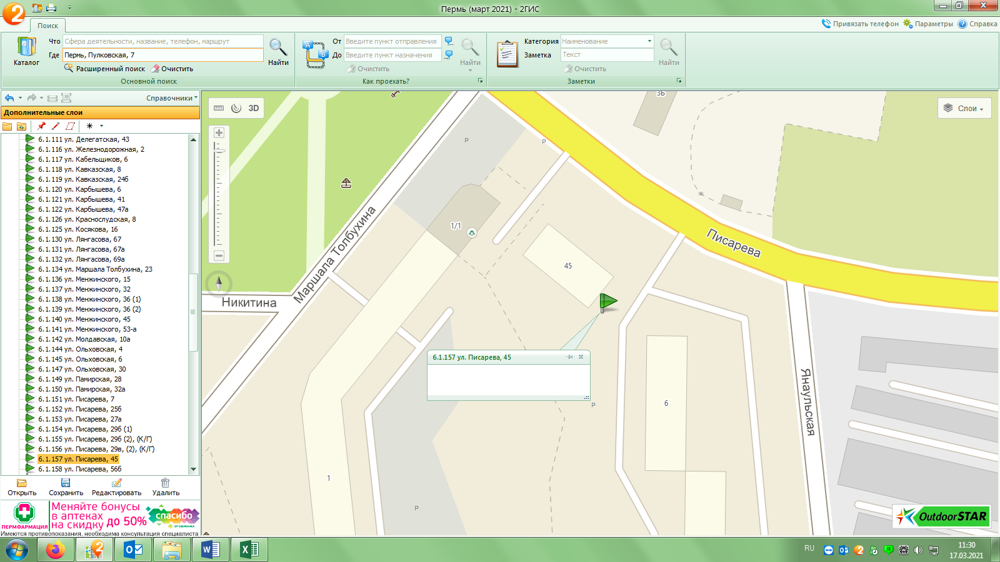 Пермь (март 2021) - 2ГИС
Поиск
Привязать телефон
Параметры
Справка
Каталог
Что
Сфера деятельности, название, телефон, маршрут
Где
Пермь, Пулковская, 7
Расширенный поиск
Очистить
Найти
Основной поиск
A
B
От
Введите пункт отправления
До
Введите пункт назначения
Очистить
Найти
Как проехать?
Категория
Наименование
Заметка
Текст
Очистить
Найти
Заметки
Справочники
Дополнительные слои
6.1.111 ул. Делегатская, 43
6.1.116 ул. Железнодорожная, 2
6.1.117 ул. Кабельщиков, 6
6.1.118 ул. Кавказская, 8
6.1.119 ул. Кавказская, 24б
6.1.120 ул. Карбышева, 6
6.1.121 ул. Карбышева, 41
6.1.122 ул. Карбышева, 47а
6.1.126 ул. Краснослудская, 8
6.1.125 ул. Косякова, 16
6.1.130 ул. Лянгасова, 67
6.1.131 ул. Лянгасова, 67а
6.1.132 ул. Лянгасова, 69а
6.1.134 ул. Маршала Толбухина, 23
6.1.136 ул. Менжинского, 15
6.1.137 ул. Менжинского, 32
6.1.138 ул. Менжинского, 36 (1)
6.1.139 ул. Менжинского, 36 (2)
6.1.140 ул. Менжинского, 45
6.1.141 ул. Менжинского, 53-а
6.1.142 ул. Молдавская, 10а
6.1.144 ул. Ольховская, 4
6.1.145 ул. Ольховская, 6
6.1.147 ул. Ольховская, 30
6.1.149 ул. Памирская, 28
6.1.150 ул. Памирская, 32а
6.1.151 ул. Писарева, 7
6.1.152 ул. Писарева, 25б
6.1.153 ул. Писарева, 27а
6.1.154 ул. Писарева, 29б (1)
6.1.155 ул. Писарева, 29б (2), (К/Г)
6.1.156 ул. Писарева, 29в, (2), (К/Г)
6.1.157 ул. Писарева, 45
6.1.158 ул. Писарева, 56б
Открыть
Сохранить
Редактировать
Удалить
ПЕРМФАРМАЦИЯ
Меняйте бонусы
в аптеках
на скидку до 50%
спасибо
ОТ СБЕРБАНКА
Имеются противопоказания, необходима консультация специалиста
3D
Слои
3Б
P
P
1/1
Маршала Толбухина
Никитина
45
Писарева
6.1.157 ул. Писарева, 45
P
6
Янаульская
1
P
OutdoorSTAR
RU
11:30
17.03.2021